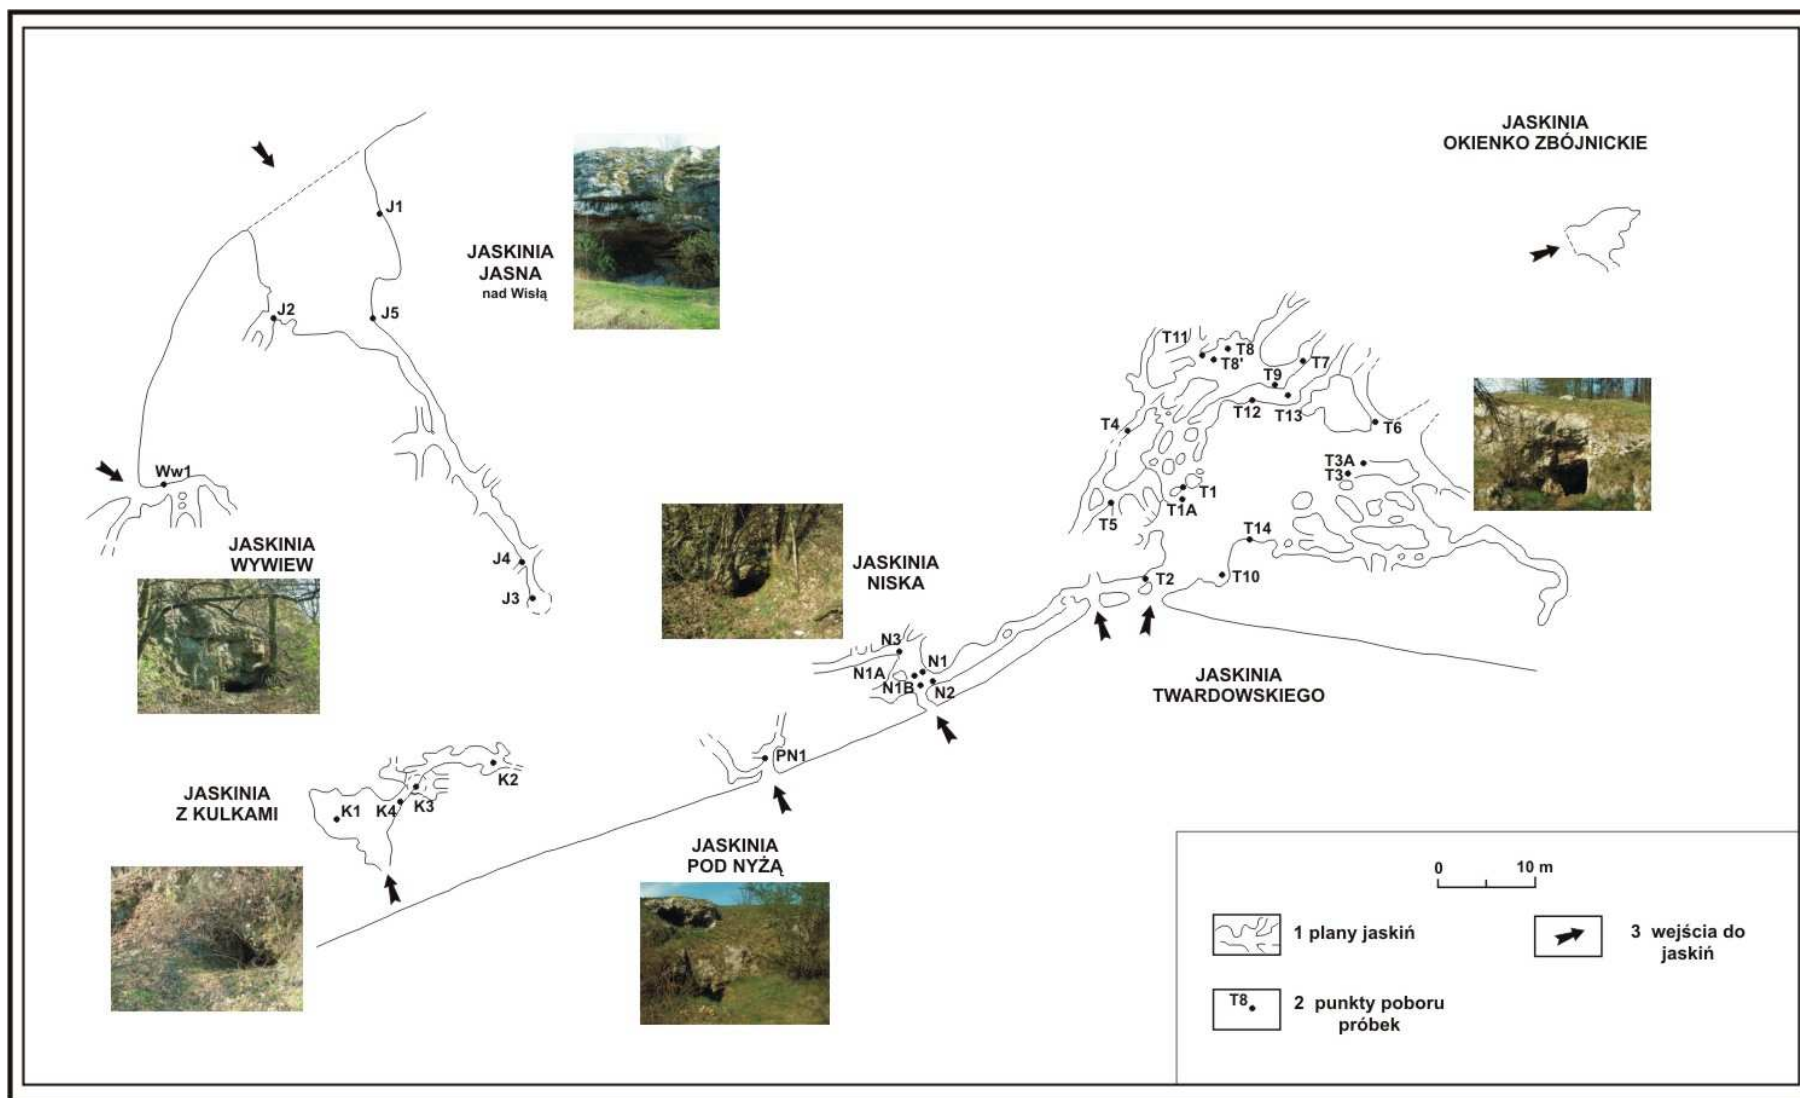 JASKINIA
OKIENKO ZBÓJNICKIE
J1
JASKINIA
JASNA
nad Wisłą
J2
J5
T11
T8
T8'
T7
T9
T12
T13
T4
T6
T3A
T3
T1
T1A
T5
T14
Ww1
JASKINIA
WYWIEW
J4
J3
JASKINIA
NISKA
T2
T10
N3
N1
N1A
N1B
N2
JASKINIA
TWARDOWSKIEGO
PN1
K2
JASKINIA
Z KULKAMI
K1
K4
K3
JASKINIA
POD NYŻĄ
0 10 m
1 plany jaskiń
3 wejścia do
jaskiń
T8
2 punkty poboru
próbek